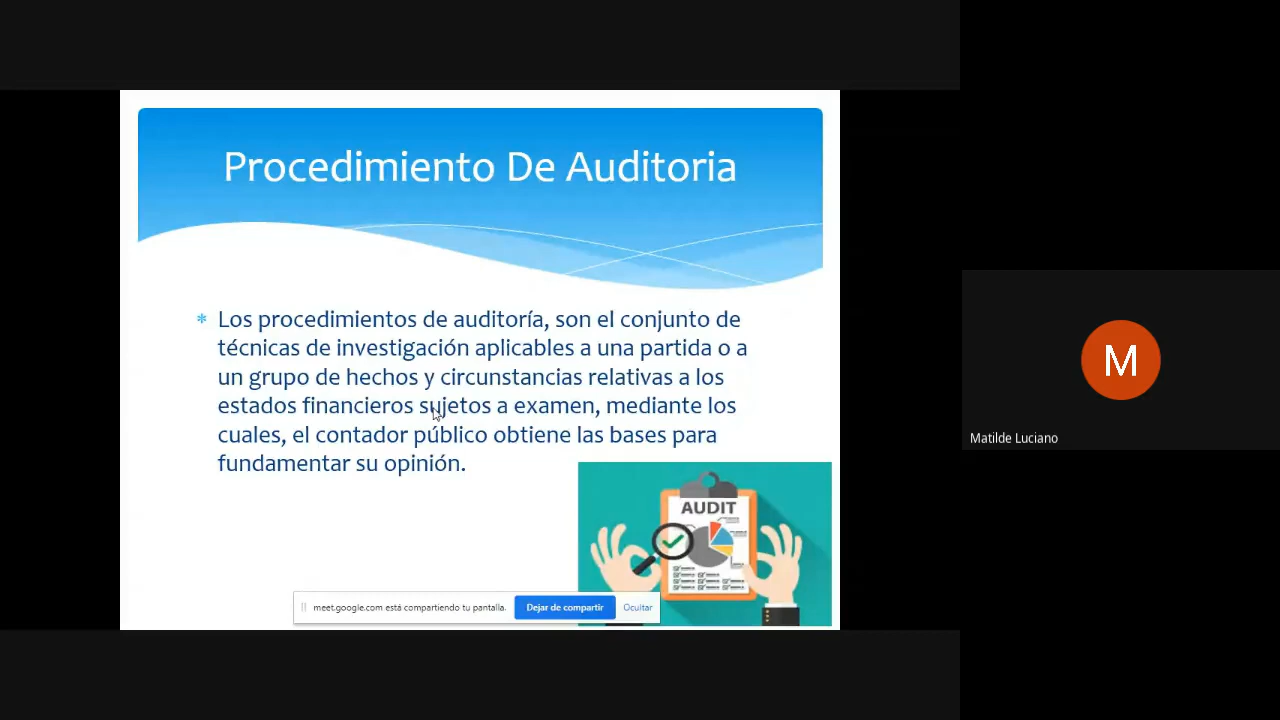 Procedimiento De Auditoria
* Los procedimientos de auditoría, son el conjunto de
técnicas de investigación aplicables a una partida o a
un grupo de hechos y circunstancias relativas a los
estados financieros sujetos a examen, mediante los
cuales, el contador público obtiene las bases para
fundamentar su opinión.
AUDIT
meet.google.com está compartiendo tu pantalla. Dejar de compartir Ocultar
M
Matilde Luciano